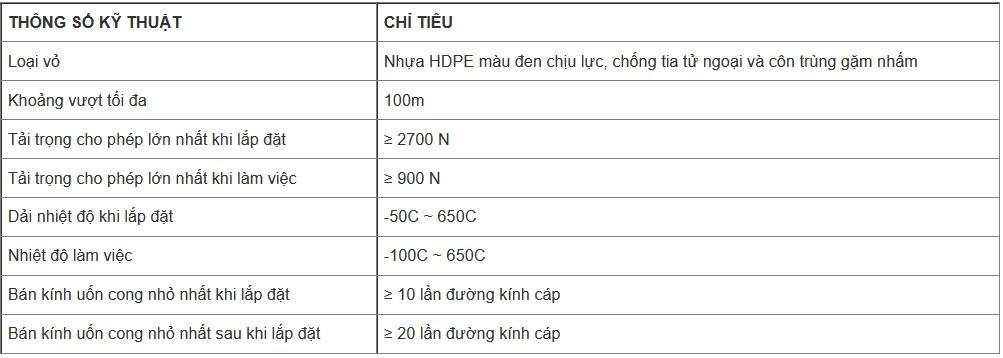 THÔNG SỐ KỸ THUẬT CHỈ TIÊU
Loại vỏ Nhựa HDPE màu đen chịu lực, chống tia tử ngoại và côn trùng gặm nhấm
Khoảng vượt tối đa 100m
Tải trọng cho phép lớn nhất khi lắp đặt ≥ 2700 N
Tải trọng cho phép lớn nhất khi làm việc ≥ 900 N
Dải nhiệt độ khi lắp đặt -50C ~ 650C
Nhiệt độ làm việc -100C ~ 650C
Bán kính uốn cong nhỏ nhất khi lắp đặt ≥ 10 lần đường kính cáp
Bán kính uốn cong nhỏ nhất sau khi lắp đặt ≥ 20 lần đường kính cáp